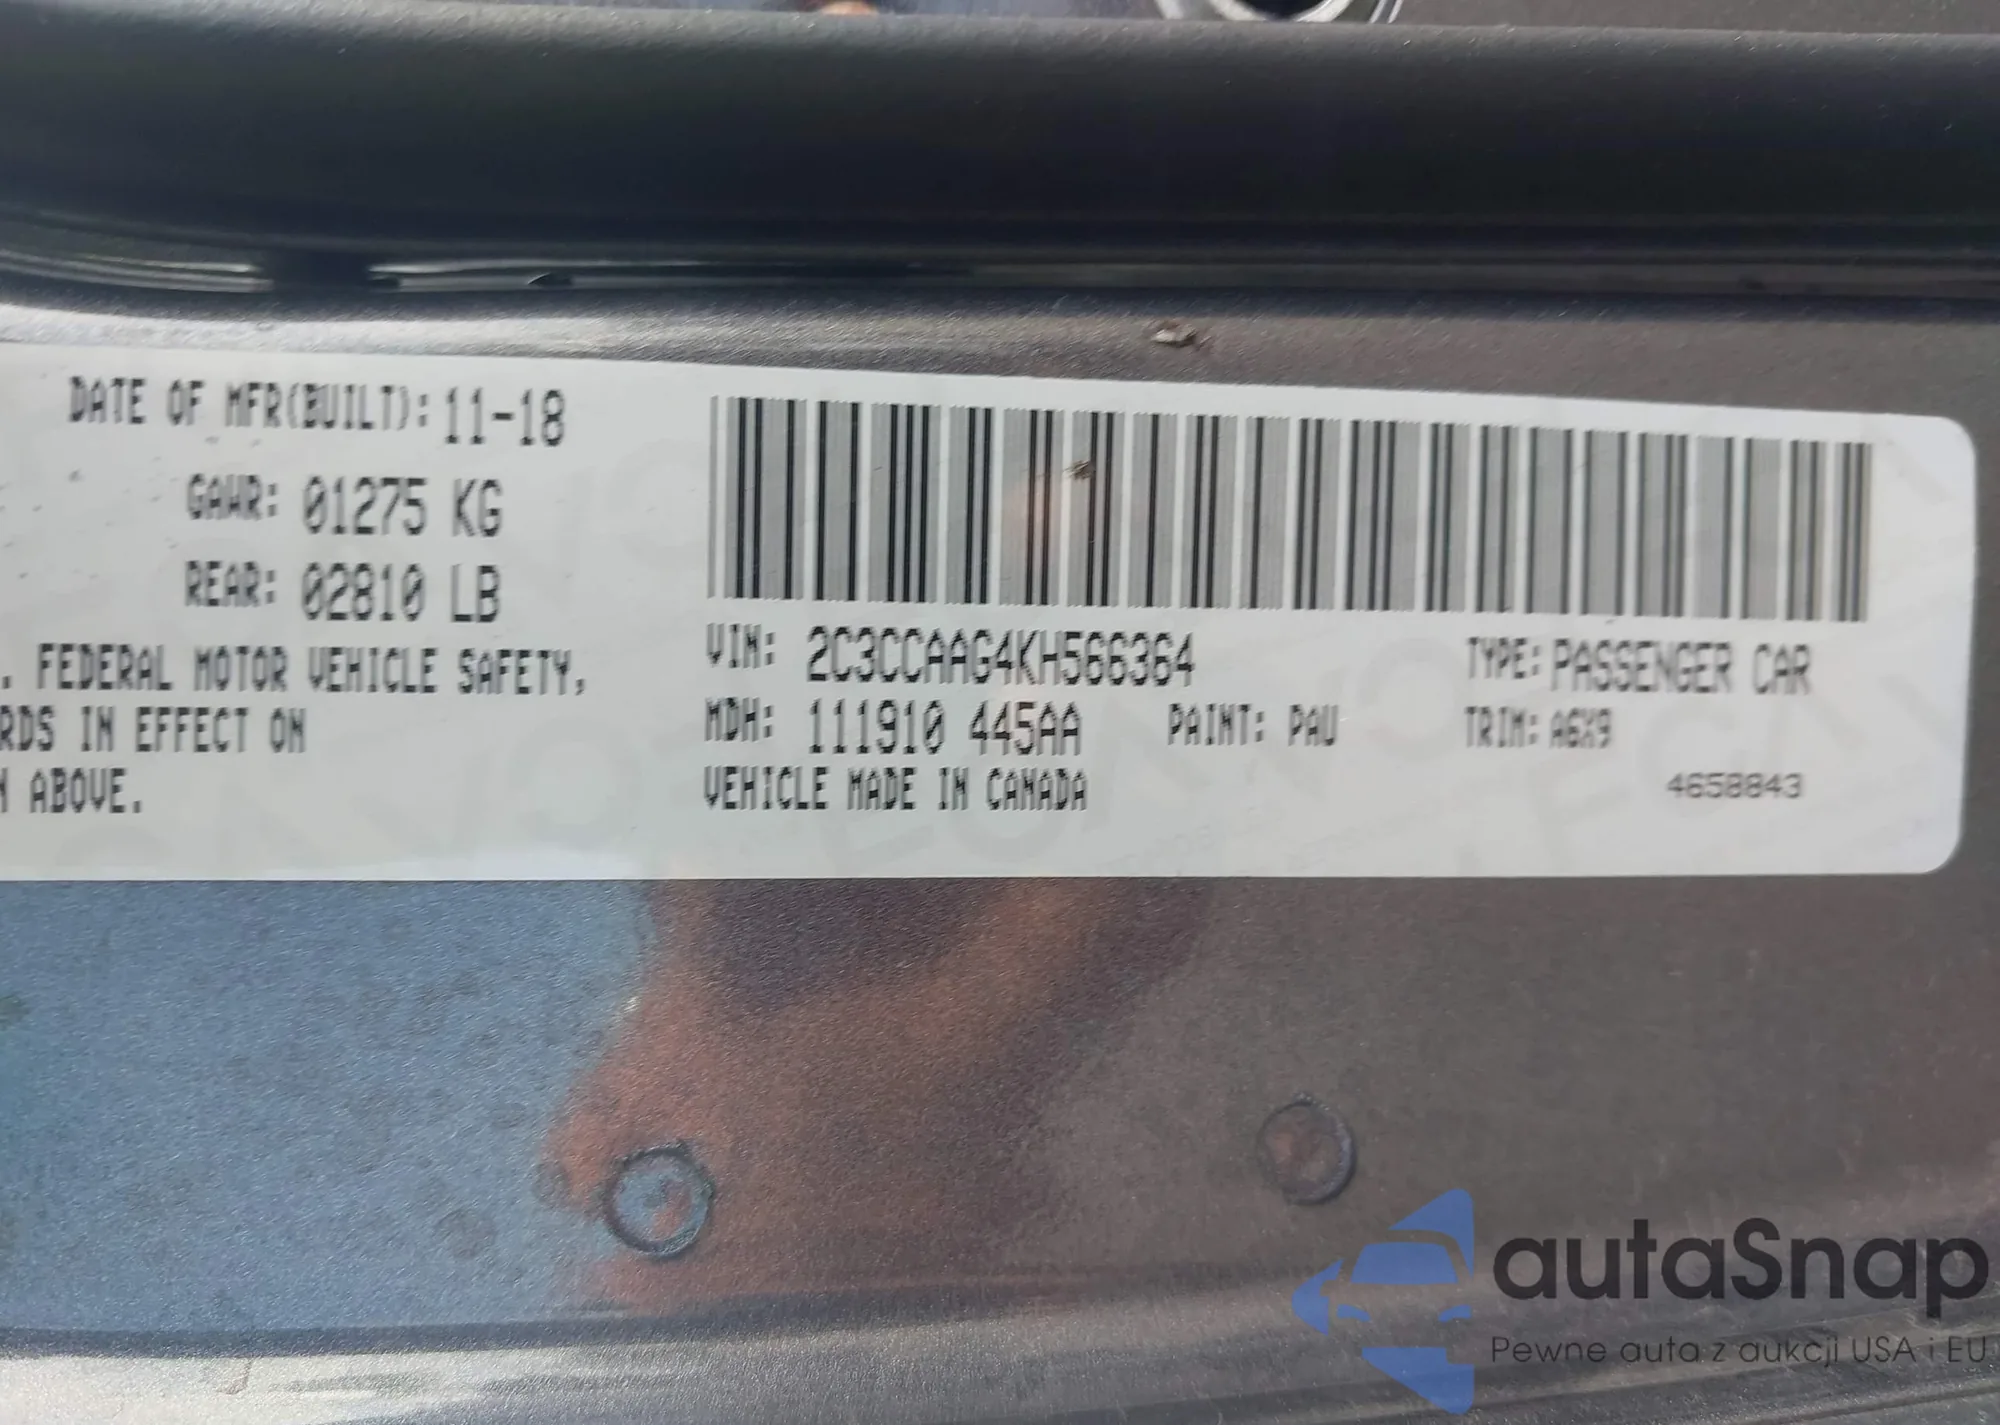 DATE OF MFR(BUILT): 11-18
GAWR: 01275 KG
REAR: 02810 LB
. FEDERAL MOTOR VEHICLE SAFETY,
RDS IN EFFECT ON
N ABOVE.
VIN: 2C3CCAAG4KH566364
TYPE: PASSENGER CAR
MDH: 111910 445AA
PAINT: PAU
TRIM: A6X9
VEHICLE MADE IN CANADA
4658843
autaSnap
Pewne auta z aukcji USA i EU